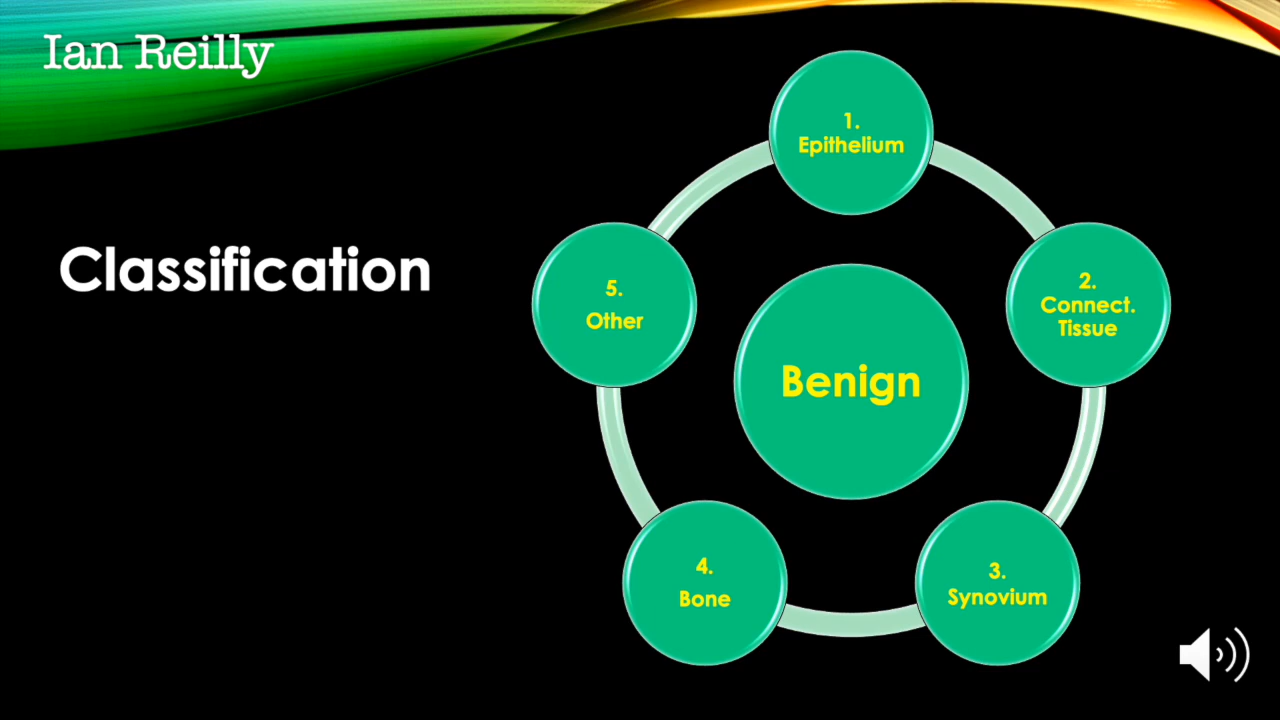 Ian Reilly
Classification
1.
Epithelium
2.
Connect.
Tissue
3.
Synovium
4.
Bone
5.
Other
Benign